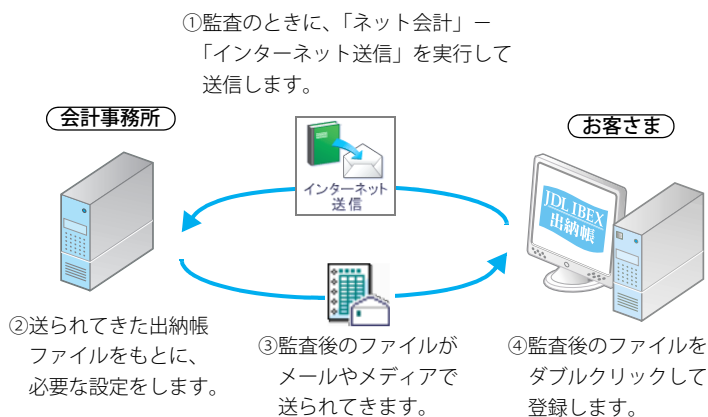 ①監査のときに、「ネット会計」－
「インターネット送信」を実行して
送信します。
会計事務所
お客さま
インターネット
送信
JDL IBEX
出納帳
②送られてきた出納帳
ファイルをもとに、
必要な設定をします。
③監査後のファイルが
メールやメディアで
送られてきます。
④監査後のファイルを
ダブルクリックして
登録します。